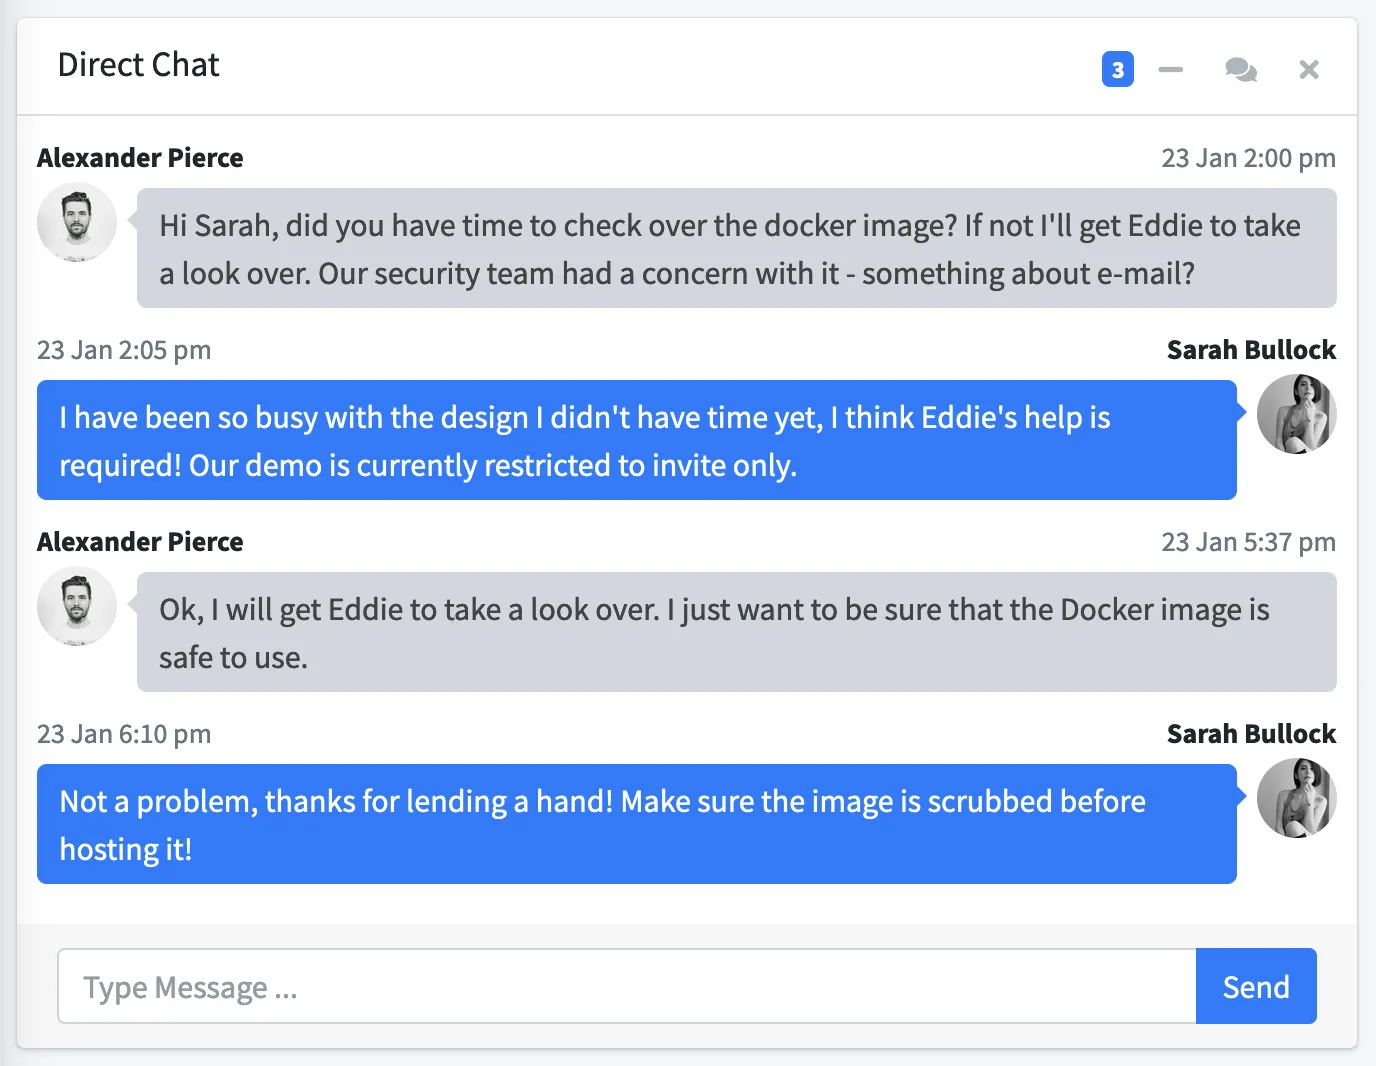 Direct Chat
3
Alexander Pierce
23 Jan 2:00 pm
Hi Sarah, did you have time to check over the docker image? If not I'll get Eddie to take
a look over. Our security team had a concern with it - something about e-mail?
23 Jan 2:05 pm
Sarah Bullock
I have been so busy with the design I didn't have time yet, I think Eddie's help is
required! Our demo is currently restricted to invite only.
Alexander Pierce
23 Jan 5:37 pm
Ok, I will get Eddie to take a look over. I just want to be sure that the Docker image is
safe to use.
23 Jan 6:10 pm
Sarah Bullock
Not a problem, thanks for lending a hand! Make sure the image is scrubbed before
hosting it!
Type Message ...
Send